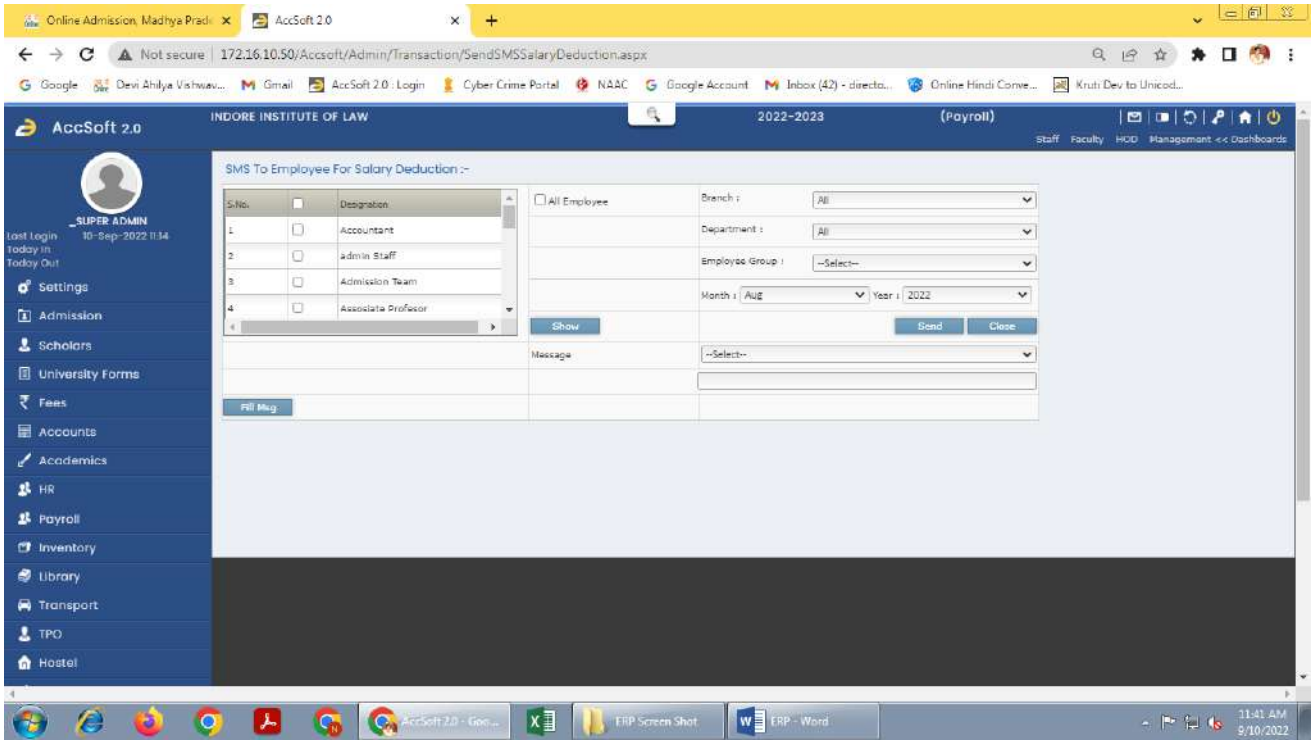 Online Admission, Madhya Prade
AccSoft 2.0
Not secure 172.16.10.50/Accsoft/Admin/Transaction/SendSMSSalaryDeduction.aspx
Google Devi Ahilya Vishwav... Gmail AccSoft 2.0 : Login Cyber Crime Portal NAAC Google Account Inbox (42) - directo... Online Hindi Conve... Kruti Dev to Unicod...
AccSoft 2.0 INDORE INSTITUTE OF LAW 2022-2023 (Payroll)
Staff Faculty HOD Management << Dashboards
_SUPER ADMIN
Last Login 10-Sep-2022 11:14
Today In
Today Out
Settings
Admission
Scholars
University Forms
Fees
Accounts
Academics
HR
Payroll
Inventory
Library
Transport
TPO
Hostel
SMS To Employee For Salary Deduction :-
S.No. Designation
1 Accountant
2 admin Staff
3 Admission Team
4 Assosiate Profesor
All Employee
Branch : All
Department : All
Employee Group : --Select--
Month : Aug Year : 2022
Show Send Close
Message --Select--
Fill Msg
AccSoft 2.0 - Goo... ERP Screen Shot ERP - Word
11:41 AM
9/10/2022